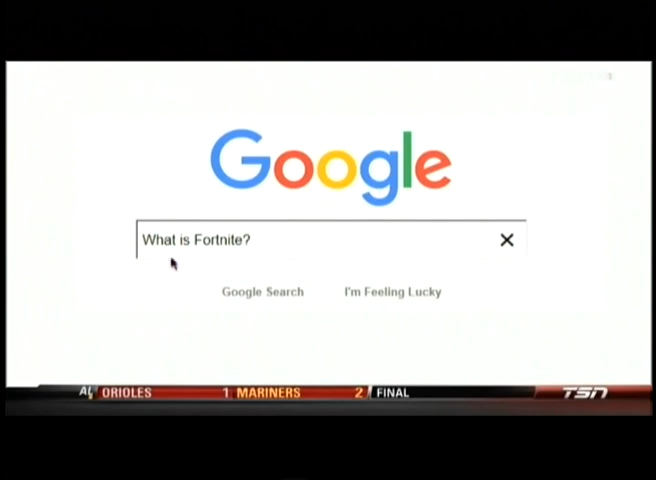 Google
What is Fortnite? ×
Google Search I'm Feeling Lucky
AL ORIOLES 1 MARINERS 2 FINAL TSN